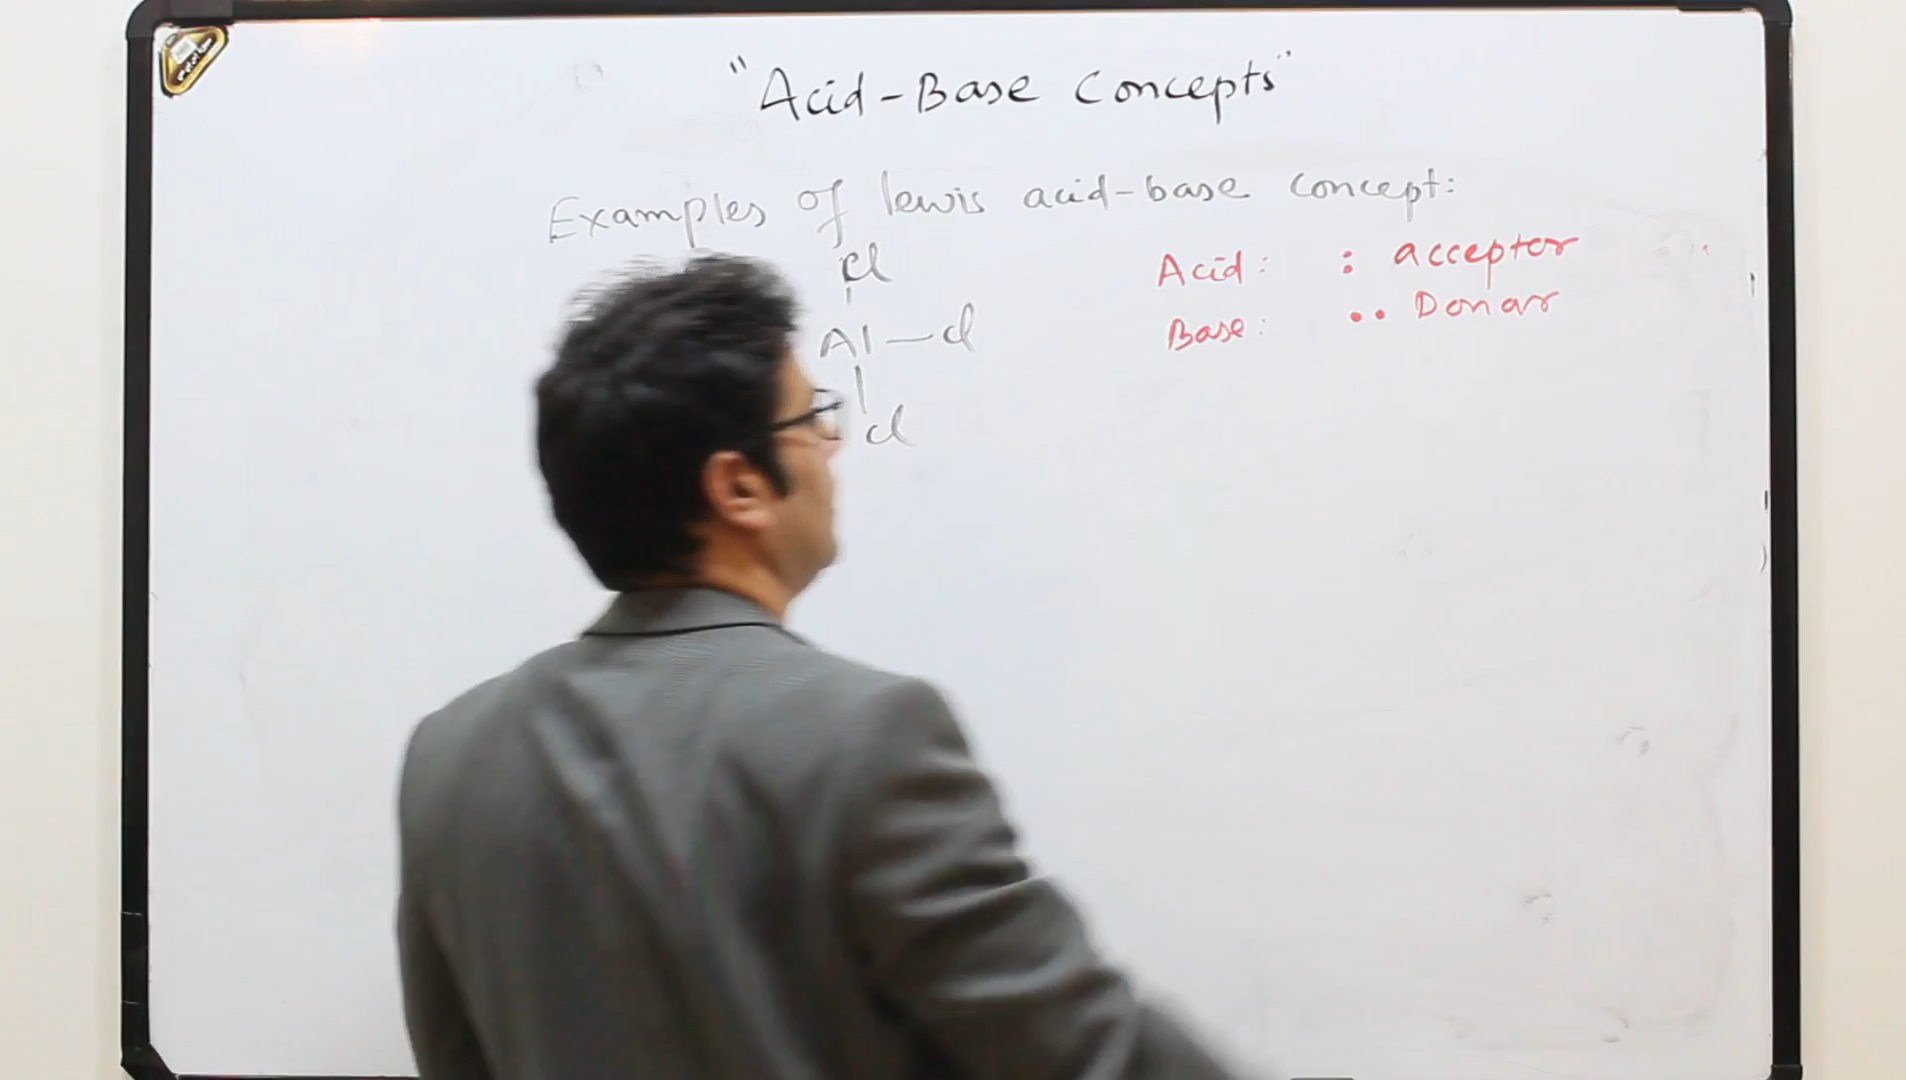 "Acid-Base Concepts"
Examples of lewis acid-base concept:
Cl
Al-Cl
Cl
Acid: : acceptor
Base: •• Donar